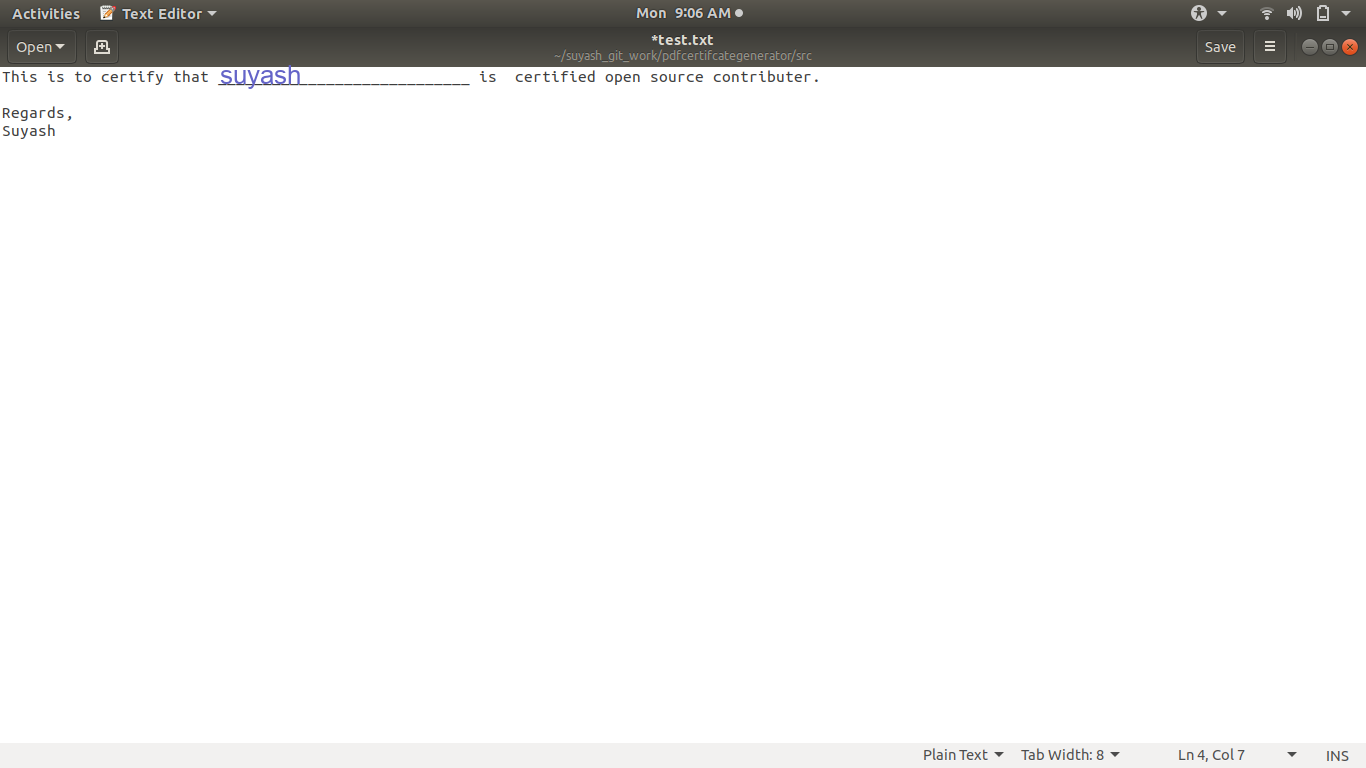 Activities Text Editor Mon 9:06 AM
Open *test.txt Save
~/suyash_git_work/pdfcertifcategenerator/src
This is to certify that suyash____________________________ is  certified open source contributer.
Regards,
Suyash
Plain Text Tab Width: 8 Ln 4, Col 7 INS